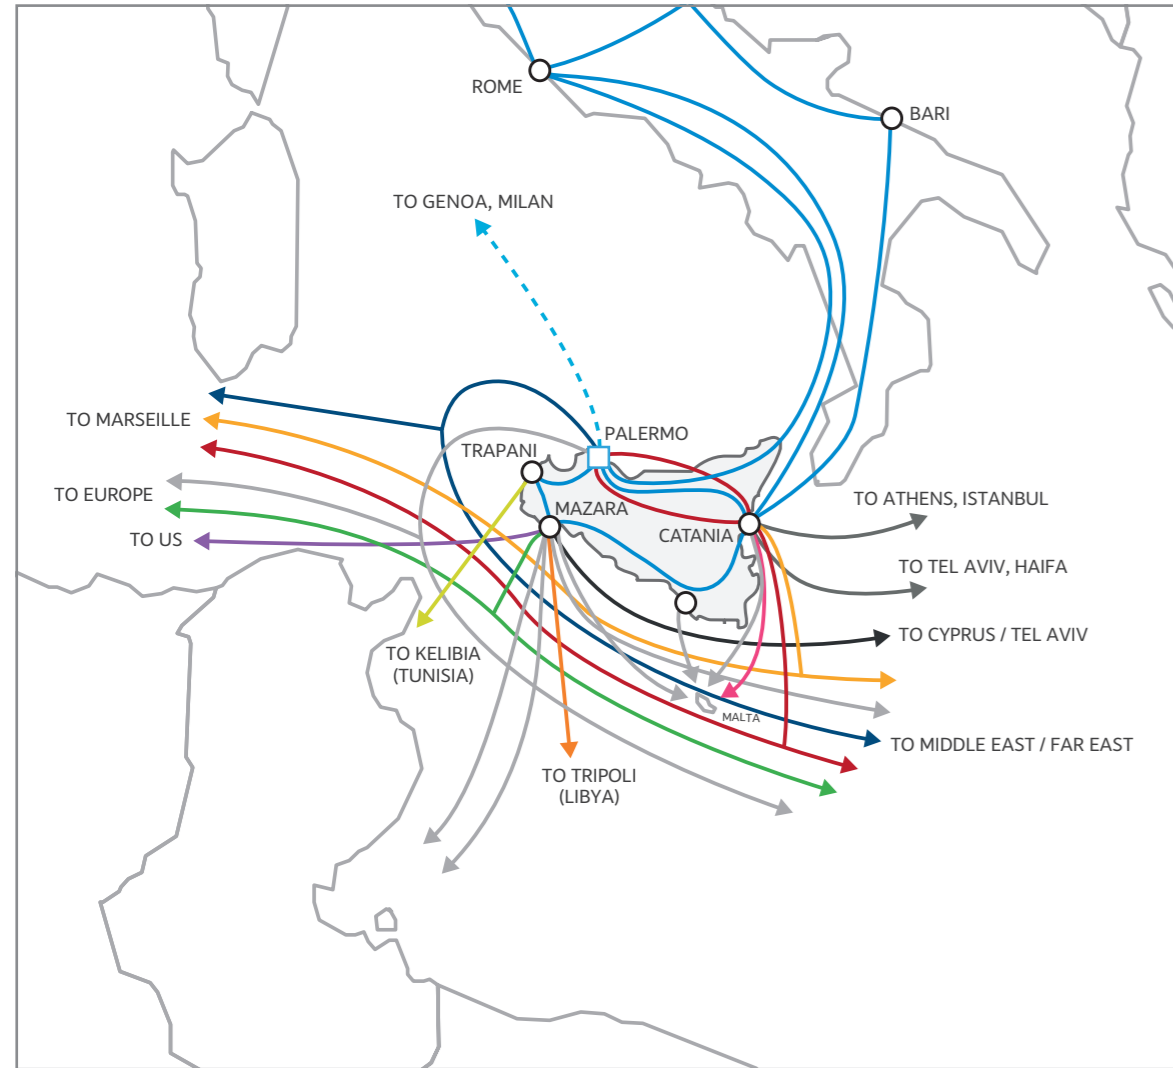 ROME
BARI
TO GENOA, MILAN
TO MARSEILLE
PALERMO
TRAPANI
TO EUROPE
MAZARA
TO ATHENS, ISTANBUL
TO US
CATANIA
TO TEL AVIV, HAIFA
TO CYPRUS / TEL AVIV
TO KELIBIA
(TUNISIA)
MALTA
TO MIDDLE EAST / FAR EAST
TO TRIPOLI
(LIBYA)